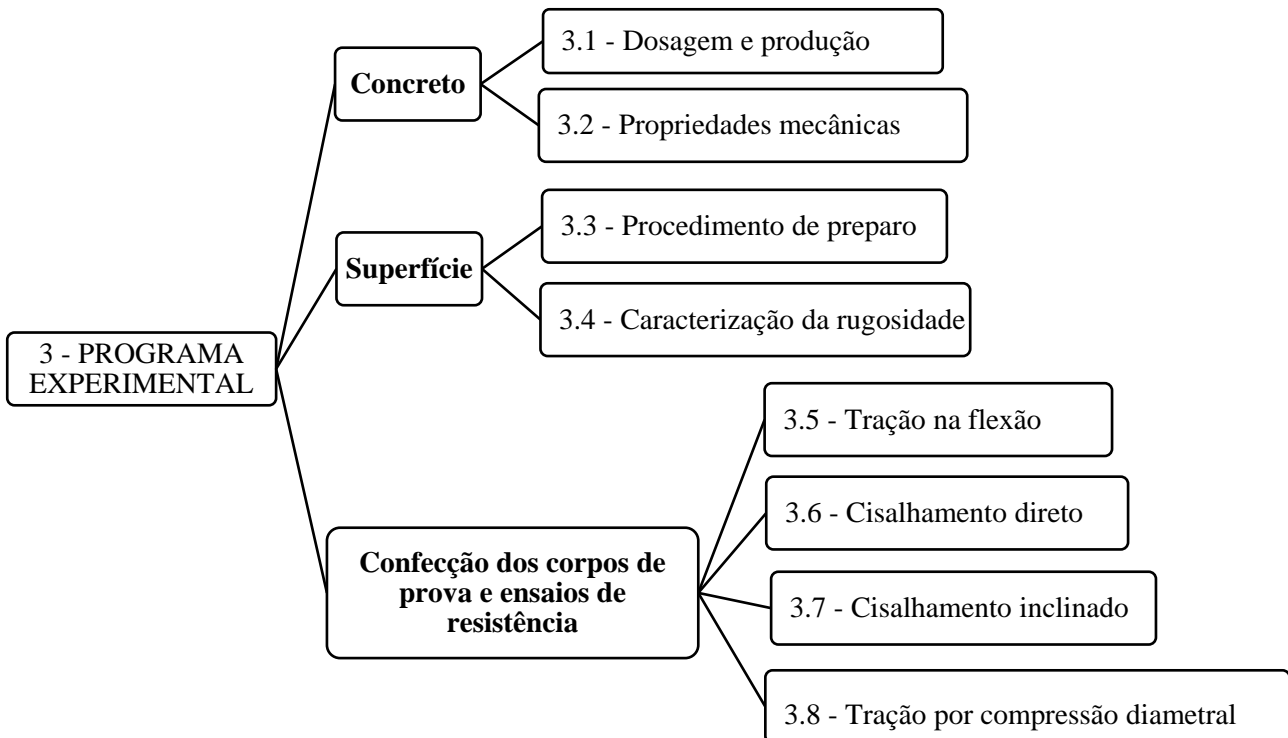 3 - PROGRAMA
EXPERIMENTAL
Concreto
3.1 - Dosagem e produção
3.2 - Propriedades mecânicas
Superfície
3.3 - Procedimento de preparo
3.4 - Caracterização da rugosidade
Confecção dos corpos de
prova e ensaios de
resistência
3.5 - Tração na flexão
3.6 - Cisalhamento direto
3.7 - Cisalhamento inclinado
3.8 - Tração por compressão diametral